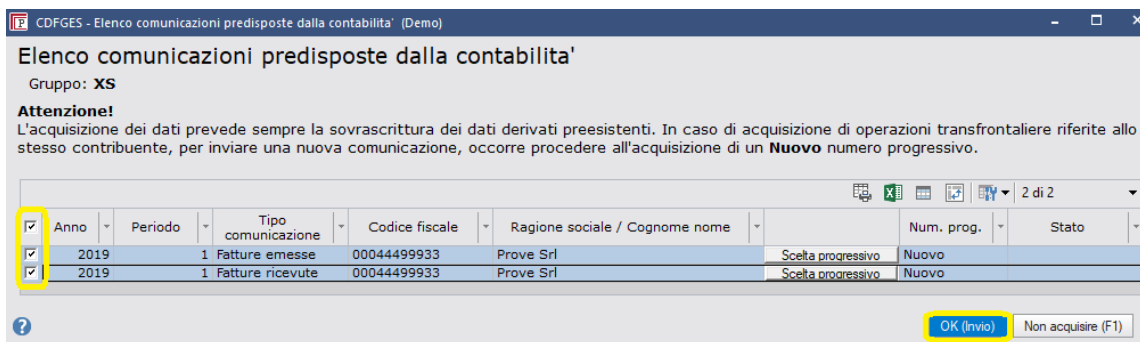 CDFGES - Elenco comunicazioni predisposte dalla contabilita' (Demo)
Elenco comunicazioni predisposte dalla contabilita'
Gruppo: XS
Attenzione!
L'acquisizione dei dati prevede sempre la sovrascrittura dei dati derivati preesistenti. In caso di acquisizione di operazioni transfrontaliere riferite allo
stesso contribuente, per inviare una nuova comunicazione, occorre procedere all'acquisizione di un Nuovo numero progressivo.
2 di 2
Anno Periodo Tipo comunicazione Codice fiscale Ragione sociale / Cognome nome Num. prog. Stato
2019 1 Fatture emesse 00044499933 Prove Srl Scelta progressivo Nuovo
2019 1 Fatture ricevute 00044499933 Prove Srl Scelta progressivo Nuovo
OK (Invio) Non acquisire (F1)